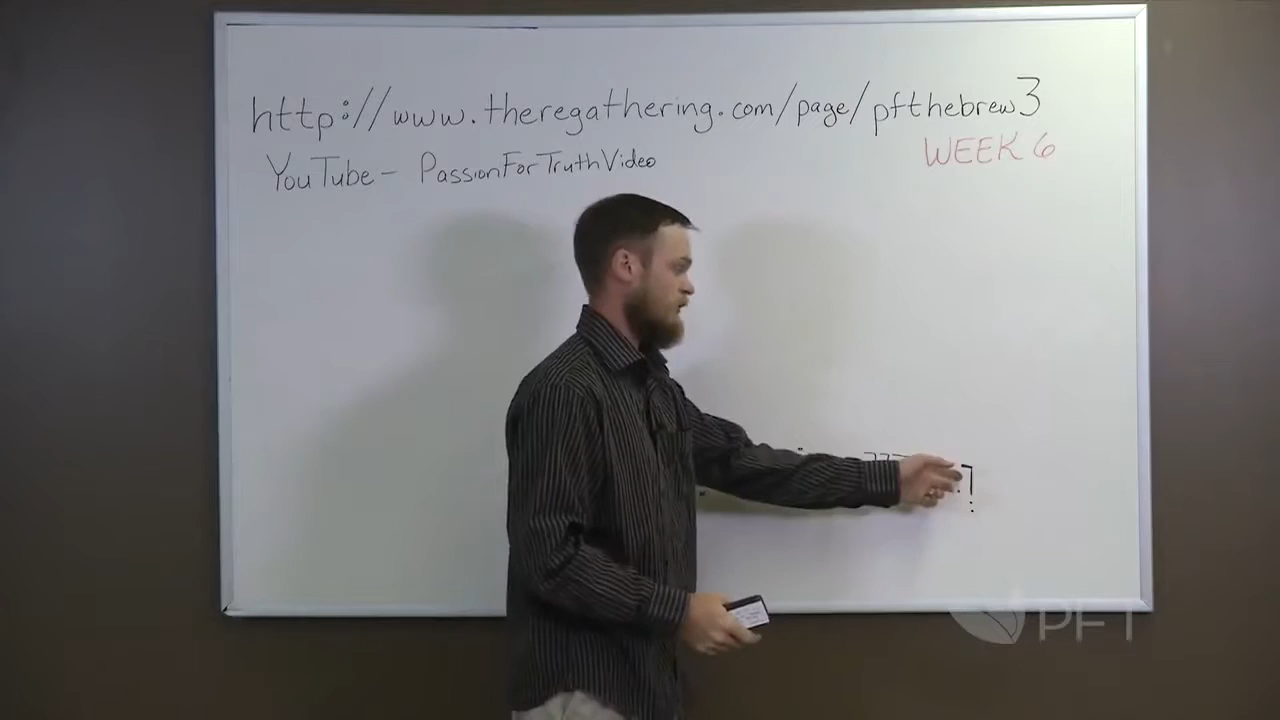 http://www.theregathering.com/page/pfthebrew3
WEEK 6
YouTube- PassionForTruthVideo
PFT